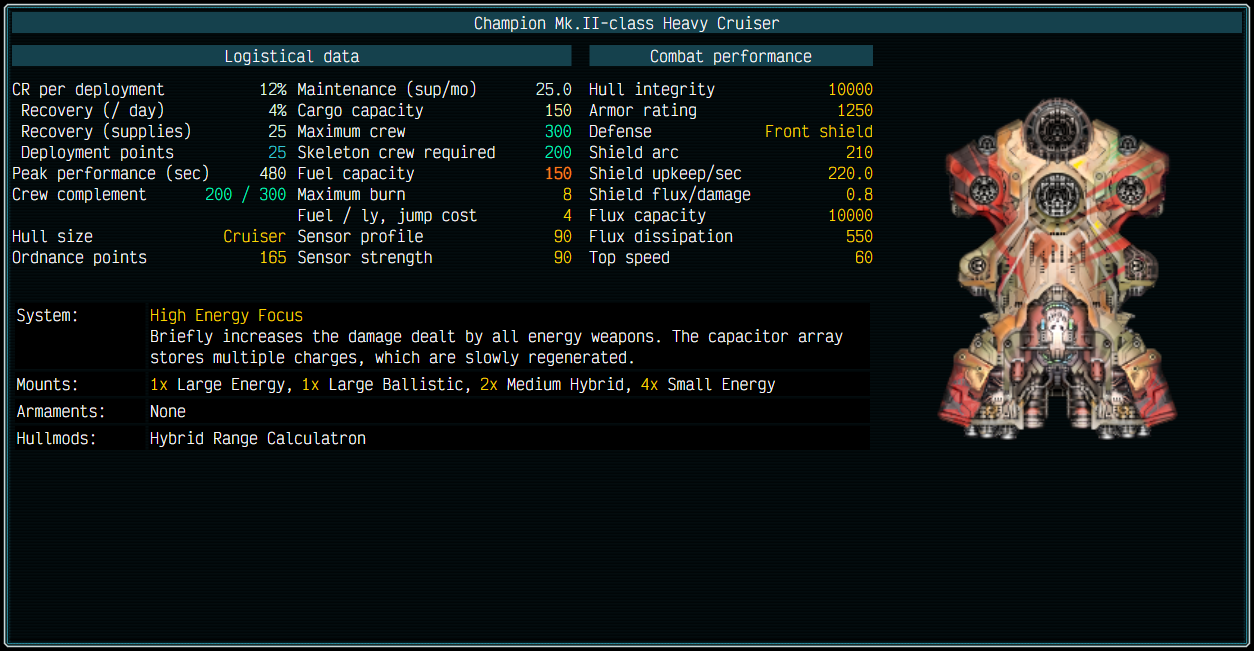 Champion Mk.II-class Heavy Cruiser
Logistical data
CR per deployment 12%
Recovery (/ day) 4%
Recovery (supplies) 25
Deployment points 25
Peak performance (sec) 480
Crew complement 200 / 300
Hull size Cruiser
Ordnance points 165
Maintenance (sup/mo) 25.0
Cargo capacity 150
Maximum crew 300
Skeleton crew required 200
Fuel capacity 150
Maximum burn 8
Fuel / ly, jump cost 4
Sensor profile 90
Sensor strength 90
Combat performance
Hull integrity 10000
Armor rating 1250
Defense Front shield
Shield arc 210
Shield upkeep/sec 220.0
Shield flux/damage 0.8
Flux capacity 10000
Flux dissipation 550
Top speed 60
System: High Energy Focus
Briefly increases the damage dealt by all energy weapons. The capacitor array
stores multiple charges, which are slowly regenerated.
Mounts: 1x Large Energy, 1x Large Ballistic, 2x Medium Hybrid, 4x Small Energy
Armaments: None
Hullmods: Hybrid Range Calculatron